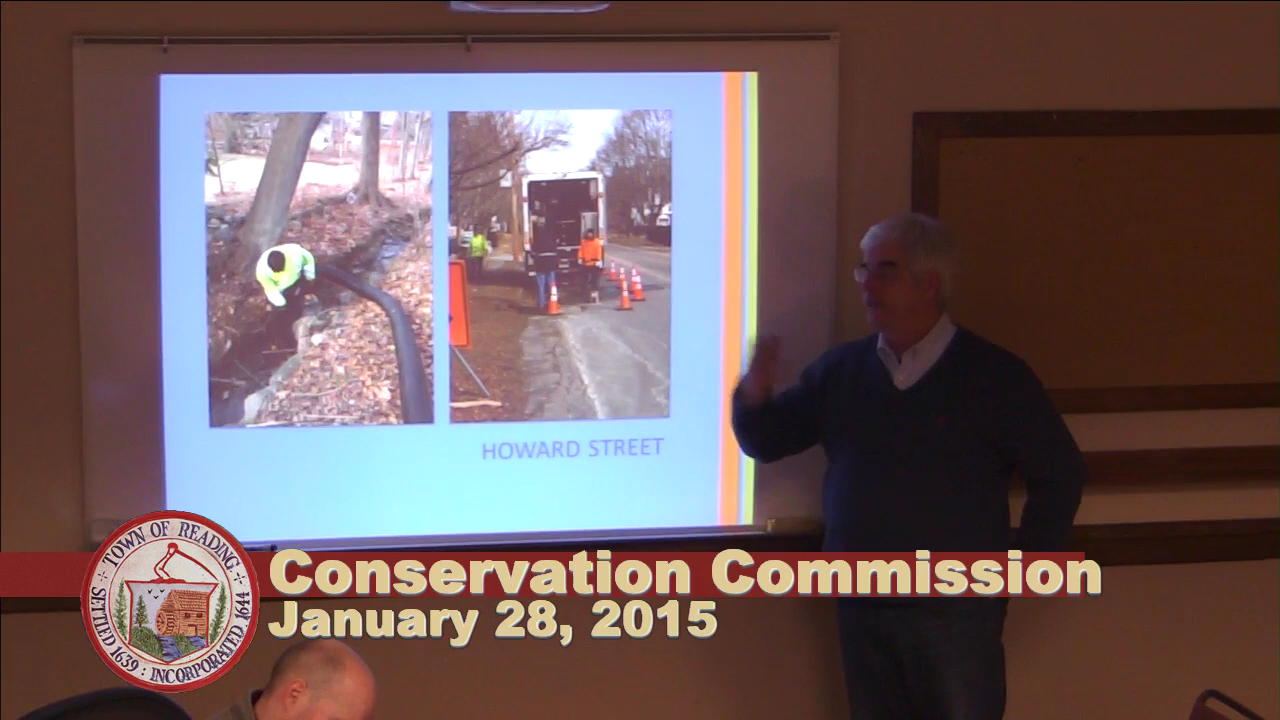 HOWARD STREET
Conservation Commission
January 28, 2015
TOWN OF READING
SETTLED 1639 : INCORPORATED 1644